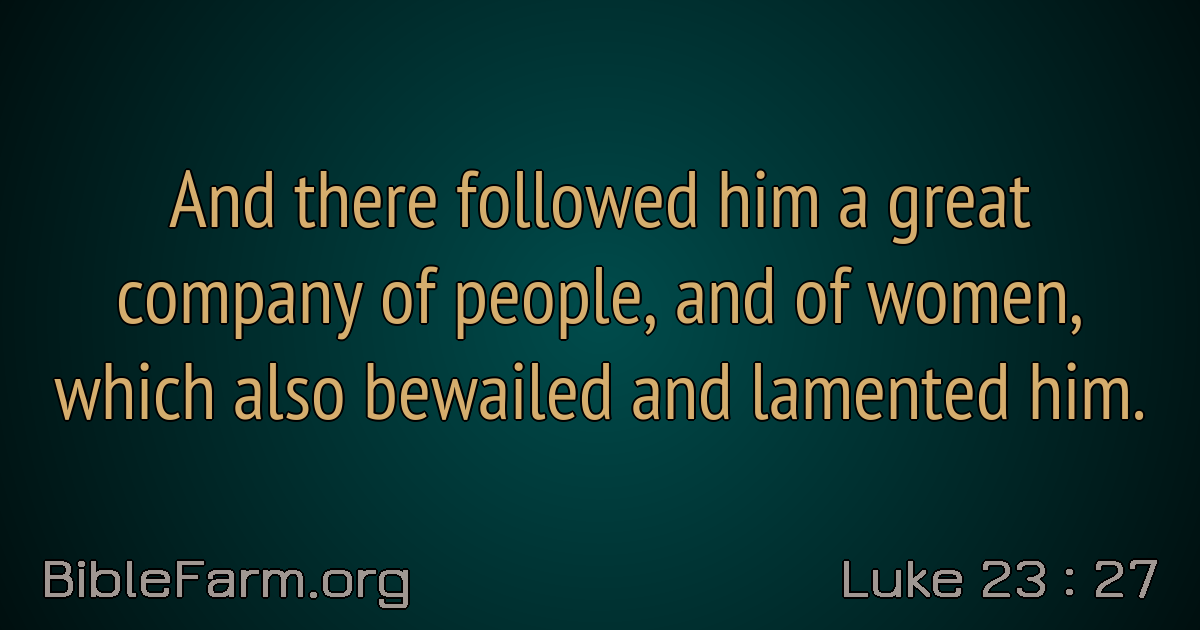 And there followed him a great
company of people, and of women,
which also bewailed and lamented him.
BibleFarm.org
Luke 23 : 27